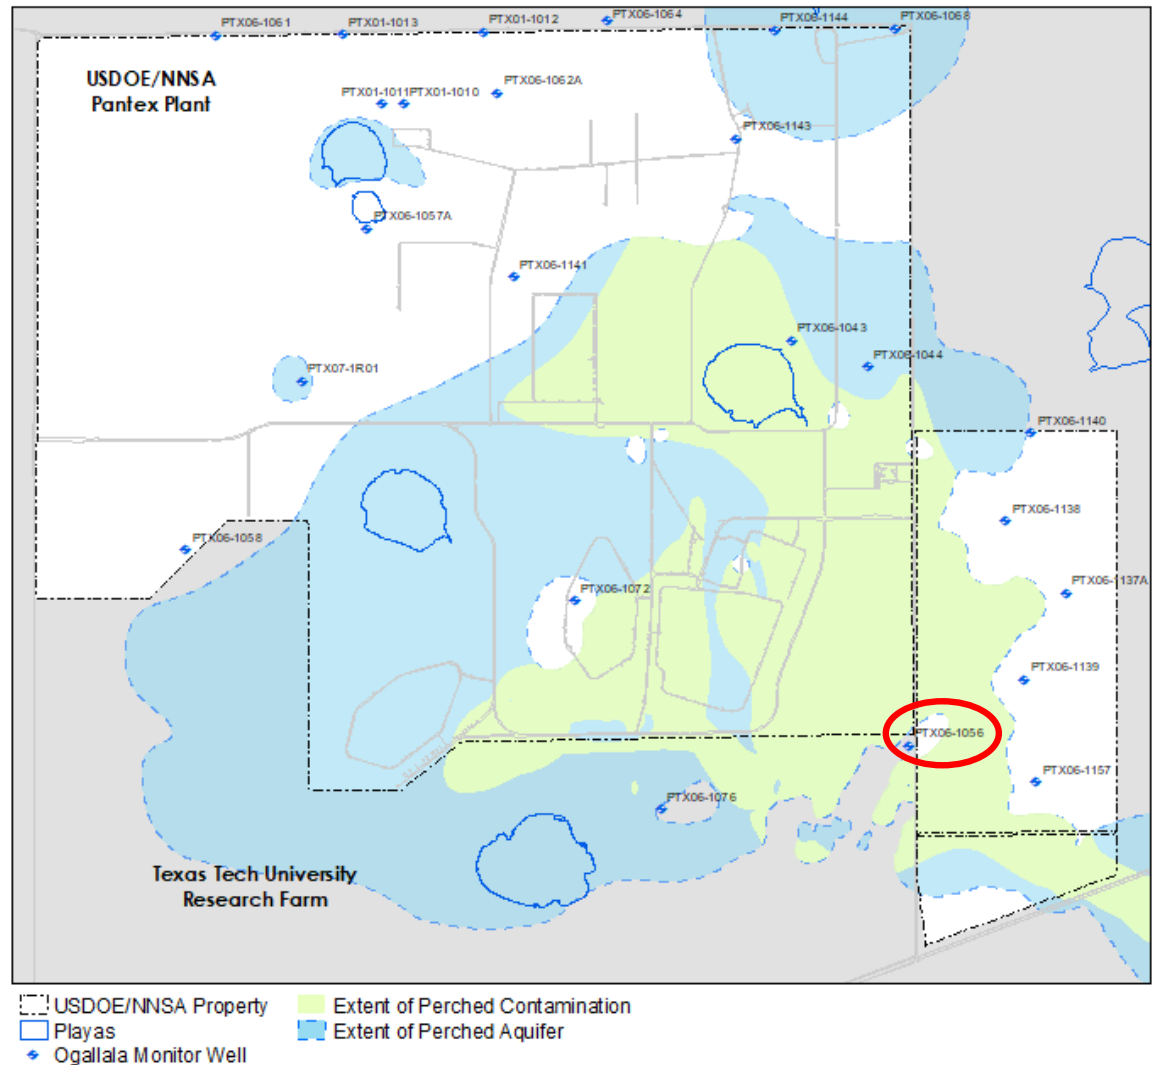 PTX06-1061
PTX01-1013
PTX01-1012
PTX06-1064
PTX06-1144
PTX06-1068
USDOE/NNSA
Pantex Plant
PTX01-1011
PTX01-1010
PTX06-1062A
PTX06-1143
PTX06-1057A
PTX06-1141
PTX06-1043
PTX06-1044
PTX07-1R01
PTX06-1140
PTX06-1138
PTX06-1058
PTX06-1072
PTX06-1137A
PTX06-1139
PTX06-1056
PTX06-1157
PTX06-1076
Texas Tech University
Research Farm
USDOE/NNSA Property
Extent of Perched Contamination
Playas
Extent of Perched Aquifer
Ogallala Monitor Well